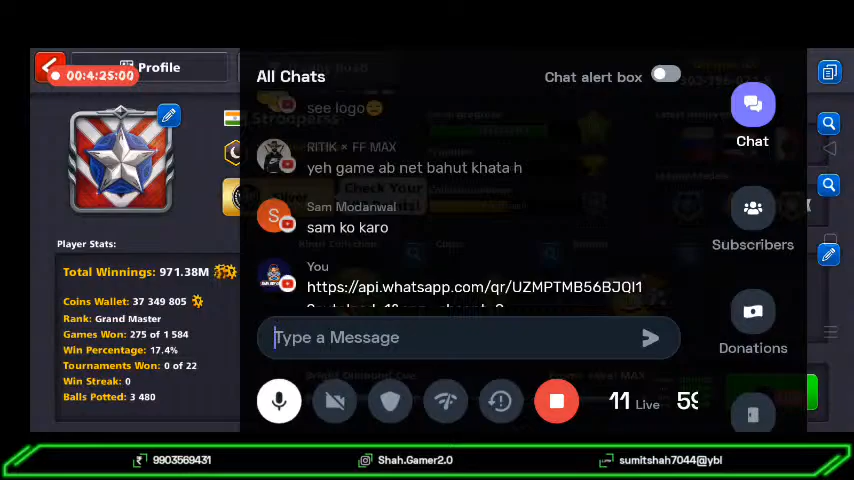 00:4:25:00
Profile
Player Stats:
Total Winnings: 971.38M
Coins Wallet: 37 349 805
Rank: Grand Master
Games Won: 275 of 1 584
Win Percentage: 17.4%
Tournaments Won: 0 of 22
Win Streak: 0
Balls Potted: 3 480
All Chats
Chat alert box
see logo😑
RITIK × FF MAX
yeh game ab net bahut khata h
Sam Modanwal
sam ko karo
You
https://api.whatsapp.com/qr/UZMPTMB56BJQI1
Type a Message
11 Live
Chat
Subscribers
Donations
9903569431
Shah.Gamer2.0
sumitshah7044@ybl